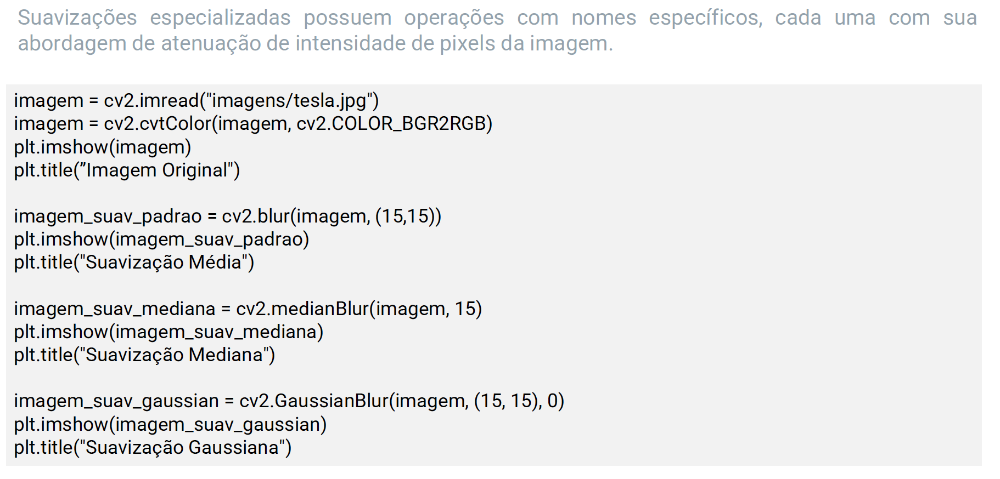 Suavizações especializadas possuem operações com nomes específicos, cada uma com sua
abordagem de atenuação de intensidade de pixels da imagem.
imagem = cv2.imread("imagens/tesla.jpg")
imagem = cv2.cvtColor(imagem, cv2.COLOR_BGR2RGB)
plt.imshow(imagem)
plt.title(”Imagem Original")
imagem_suav_padrao = cv2.blur(imagem, (15,15))
plt.imshow(imagem_suav_padrao)
plt.title("Suavização Média")
imagem_suav_mediana = cv2.medianBlur(imagem, 15)
plt.imshow(imagem_suav_mediana)
plt.title("Suavização Mediana")
imagem_suav_gaussian = cv2.GaussianBlur(imagem, (15, 15), 0)
plt.imshow(imagem_suav_gaussian)
plt.title("Suavização Gaussiana")